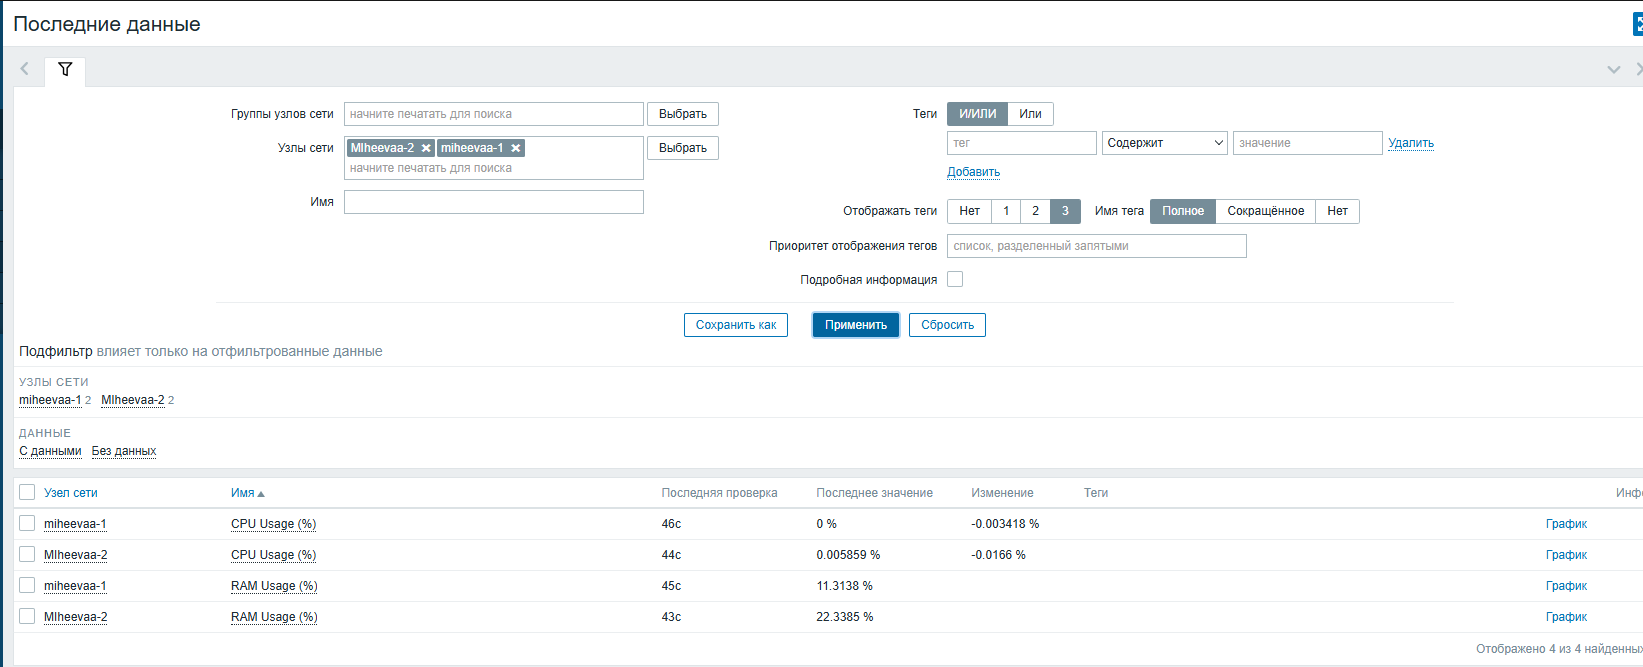 Последние данные
Группы узлов сети начните печатать для поиска Выбрать Теги И/ИЛИ Или
Узлы сети MIheevaa-2 miheevaa-1 Выбрать тег Содержит значение Удалить
начните печатать для поиска
Добавить
Имя
Отображать теги Нет 1 2 3 Имя тега Полное Сокращённое Нет
Приоритет отображения тегов список, разделенный запятыми
Подробная информация
Сохранить как Применить Сбросить
Подфильтр влияет только на отфильтрованные данные
УЗЛЫ СЕТИ
miheevaa-1 2 MIheevaa-2 2
ДАННЫЕ
С данными Без данных
Узел сети Имя Последняя проверка Последнее значение Изменение Теги
miheevaa-1 CPU Usage (%) 46с 0 % -0.003418 % График
MIheevaa-2 CPU Usage (%) 44с 0.005859 % -0.0166 % График
miheevaa-1 RAM Usage (%) 45с 11.3138 % График
MIheevaa-2 RAM Usage (%) 43с 22.3385 % График
Отображено 4 из 4 найденных